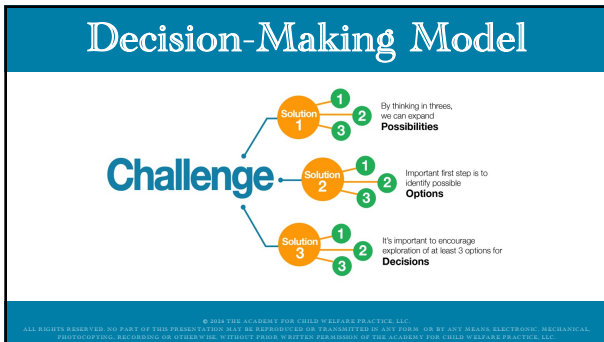 Decision-Making Model
Challenge
Solution
1
1
2
3
By thinking in threes,
we can expand
Possibilities
Solution
2
1
2
3
Important first step is to
identify possible
Options
Solution
3
1
2
3
It's important to encourage
exploration of at least 3 options for
Decisions
© 2024 THE ACADEMY FOR CHILD WELFARE PRACTICE, LLC.
ALL RIGHTS RESERVED. NO PART OF THIS PRESENTATION MAY BE REPRODUCED OR TRANSMITTED IN ANY FORM OR BY ANY MEANS, ELECTRONIC, MECHANICAL,
PHOTOCOPYING, RECORDING OR OTHERWISE, WITHOUT PRIOR WRITTEN PERMISSION OF THE ACADEMY FOR CHILD WELFARE PRACTICE, LLC.